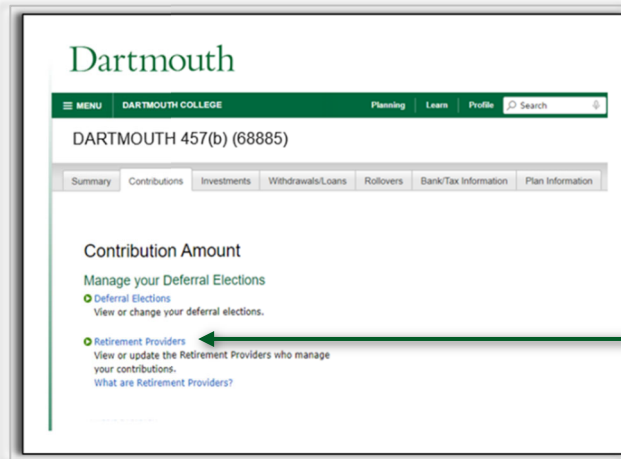 Dartmouth
MENU DARTMOUTH COLLEGE Planning Learn Profile Search
DARTMOUTH 457(b) (68885)
Summary Contributions Investments Withdrawals/Loans Rollovers Bank/Tax Information Plan Information
Contribution Amount
Manage your Deferral Elections
Deferral Elections
View or change your deferral elections.
Retirement Providers
View or update the Retirement Providers who manage
your contributions.
What are Retirement Providers?